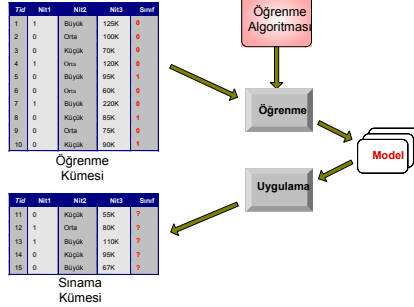 Tid Nit1 Nit2 Nit3 Sınıf
1 1 Büyük 125K 0
2 0 Orta 100K 0
3 0 Küçük 70K 0
4 1 Orta 120K 0
5 0 Büyük 95K 1
6 0 Orta 60K 0
7 1 Büyük 220K 0
8 0 Küçük 85K 1
9 0 Orta 75K 0
10 0 Küçük 90K 1
Öğrenme
Kümesi
Öğrenme
Algoritması
Öğrenme
Model
Uygulama
Tid Nit1 Nit2 Nit3 Sınıf
11 0 Küçük 55K ?
12 1 Orta 80K ?
13 1 Büyük 110K ?
14 0 Küçük 95K ?
15 0 Büyük 67K ?
Sınama
Kümesi